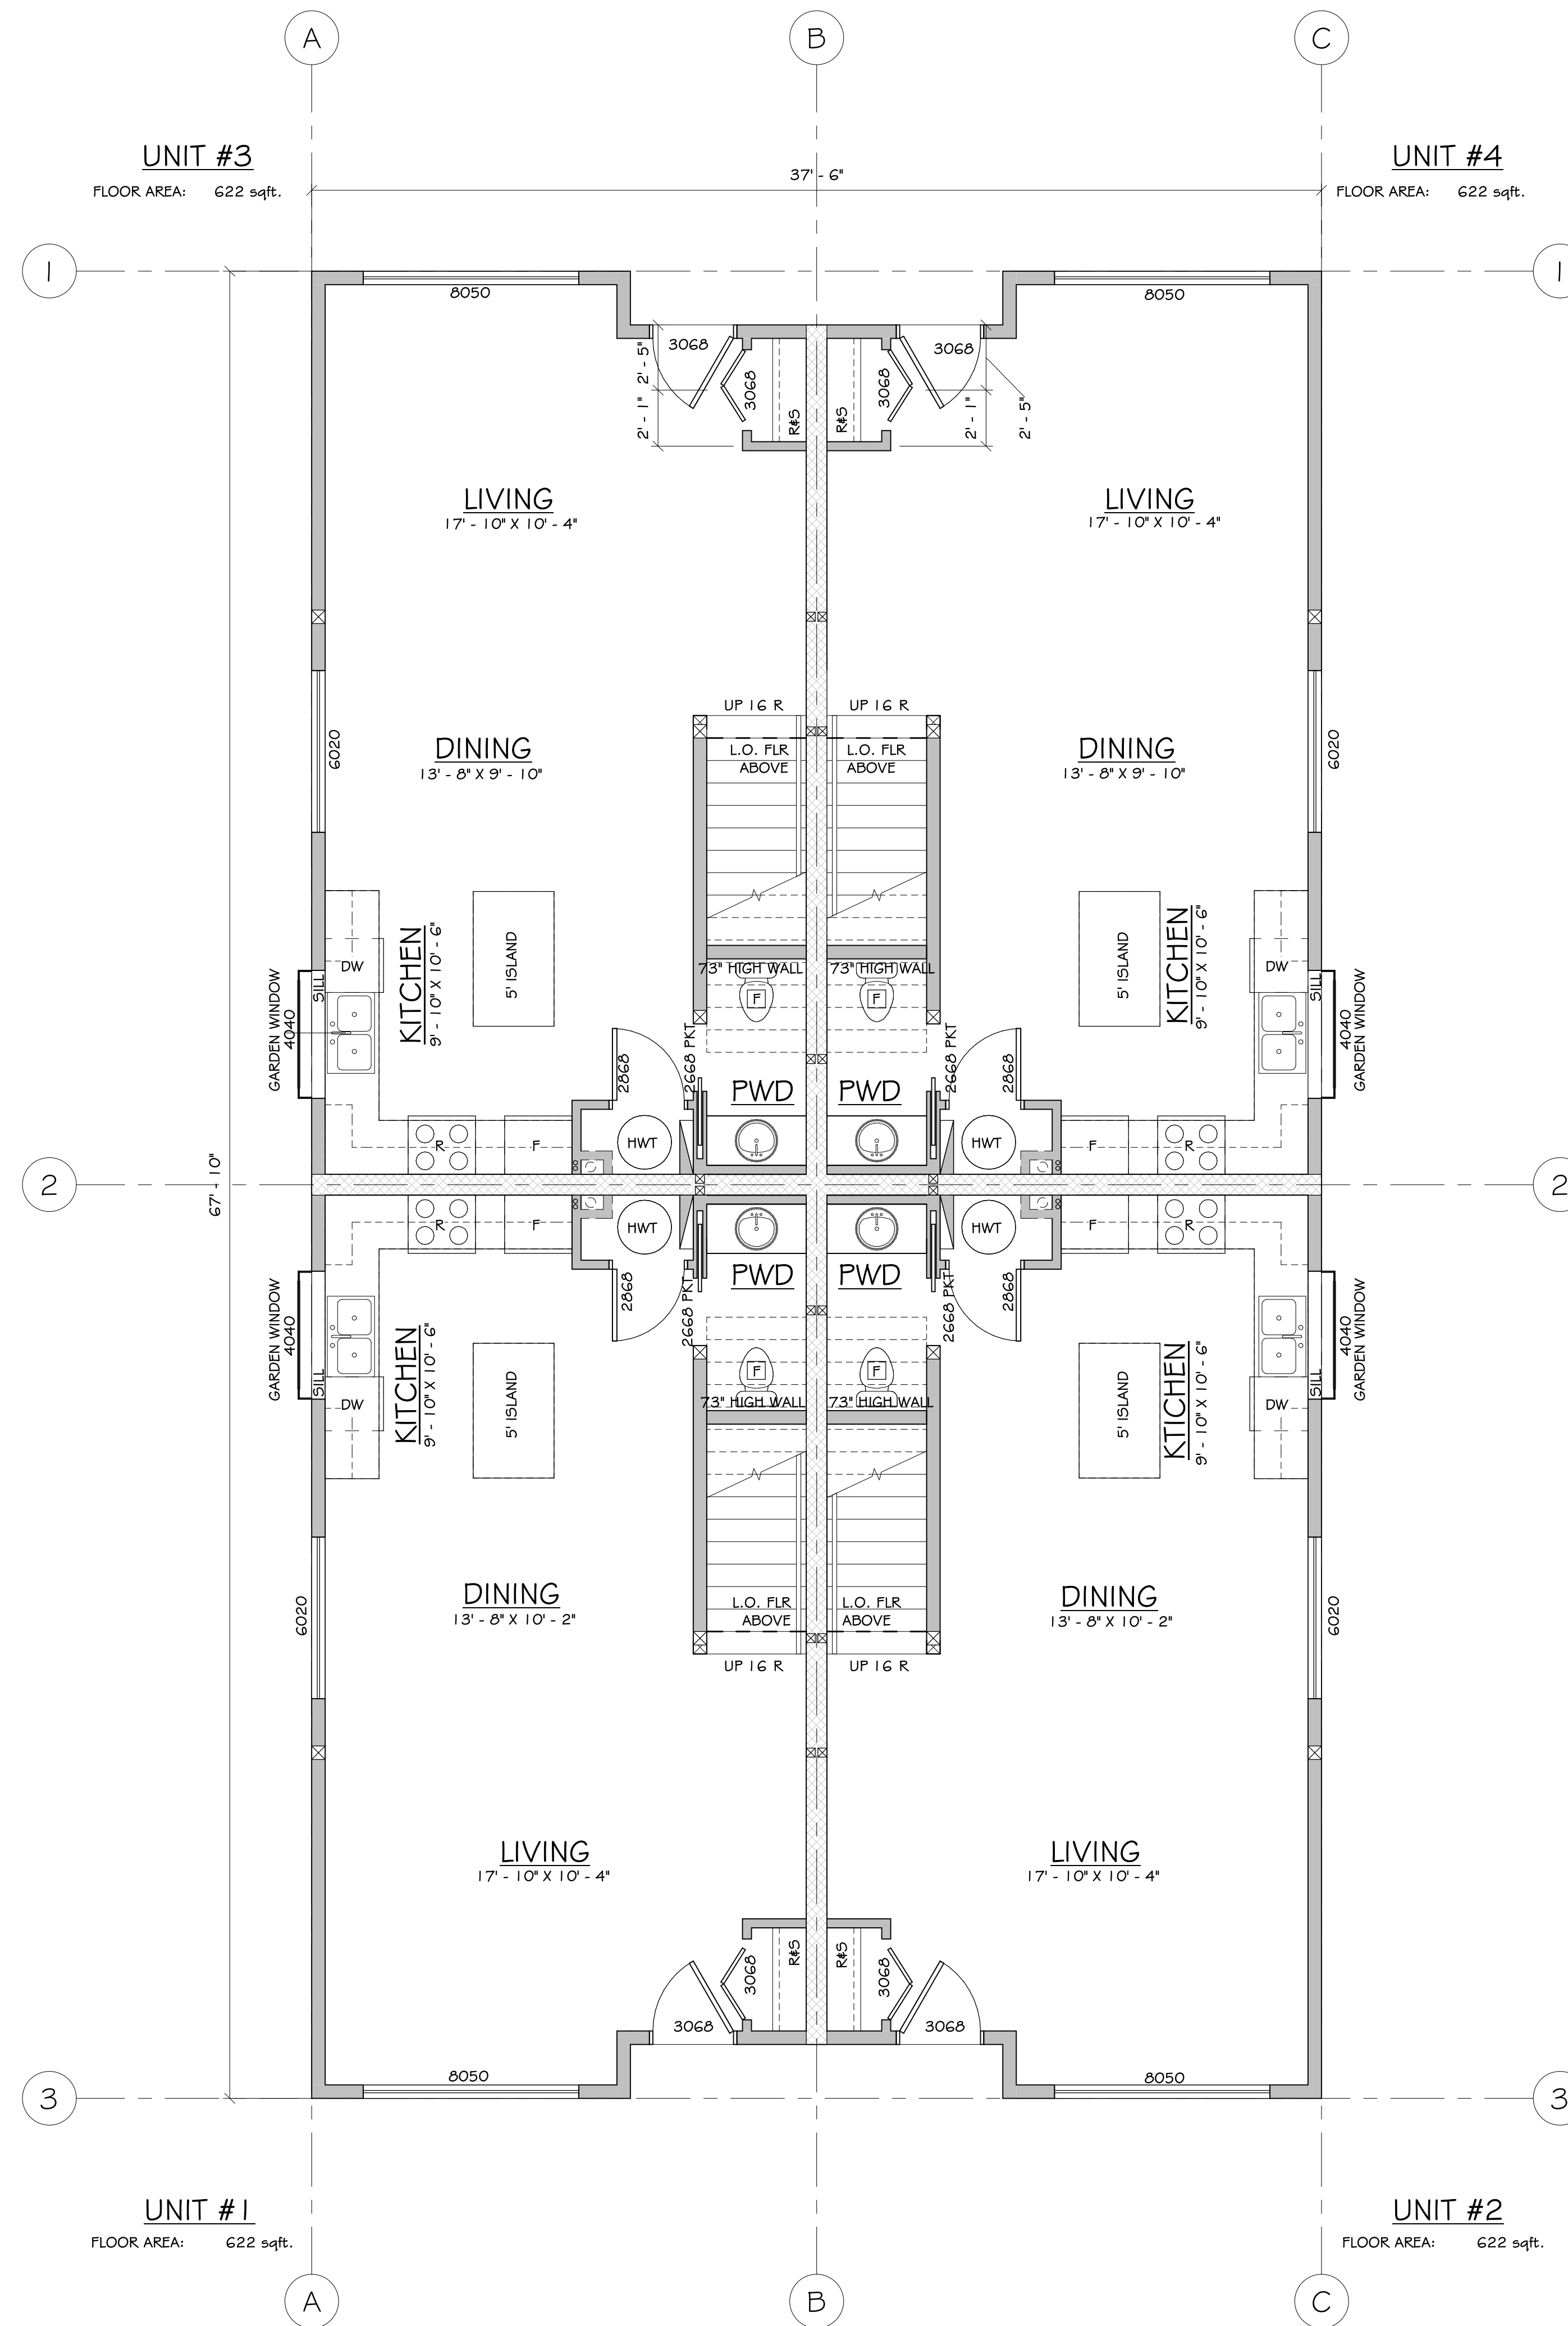 A
B
C
UNIT #3
FLOOR AREA: 622 sqft.
UNIT #4
FLOOR AREA: 622 sqft.
37' - 6"
1
1
8050
8050
3068
3068
2' - 5"
2' - 1"
3068
R&S
R&S
3068
2' - 1"
2' - 5"
LIVING
17' - 10" X 10' - 4"
LIVING
17' - 10" X 10' - 4"
UP 16 R
UP 16 R
L.O. FLR
ABOVE
L.O. FLR
ABOVE
6020
DINING
13' - 8" X 9' - 10"
DINING
13' - 8" X 9' - 10"
6020
GARDEN WINDOW
4040
SILL
DW
KITCHEN
9' - 10" X 10' - 6"
5' ISLAND
73" HIGH WALL
73" HIGH WALL
F
F
5' ISLAND
KITCHEN
9' - 10" X 10' - 6"
DW
SILL
4040
GARDEN WINDOW
2868
2668 PKT
PWD
PWD
2668 PKT
2868
R
F
HWT
HWT
F
R
67' - 10"
2
2
R
F
HWT
HWT
F
R
2868
2668 PKT
PWD
PWD
2668 PKT
2868
GARDEN WINDOW
4040
SILL
DW
KITCHEN
9' - 10" X 10' - 6"
5' ISLAND
F
F
73" HIGH WALL
73" HIGH WALL
5' ISLAND
KTICHEN
9' - 10" X 10' - 6"
DW
SILL
4040
GARDEN WINDOW
6020
DINING
13' - 8" X 10' - 2"
L.O. FLR
ABOVE
L.O. FLR
ABOVE
DINING
13' - 8" X 10' - 2"
6020
UP 16 R
UP 16 R
LIVING
17' - 10" X 10' - 4"
LIVING
17' - 10" X 10' - 4"
3068
R&S
R&S
3068
3068
3068
8050
8050
3
3
UNIT #1
FLOOR AREA: 622 sqft.
UNIT #2
FLOOR AREA: 622 sqft.
A
B
C